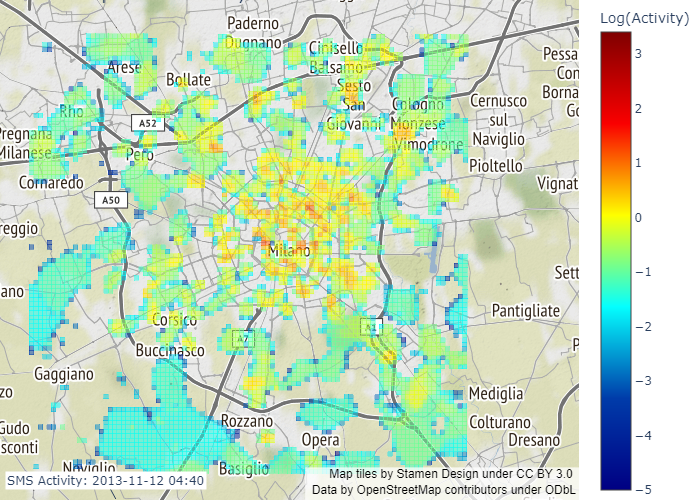 Log(Activity)
3
2
1
0
−1
−2
−3
−4
−5
Paderno
Dugnano
Cinisello
Balsamo
Arese
Bollate
Sesto
San
Giovanni
Cologno
Monzese
Cernusco
sul
Naviglio
Pessa
Con
Borna
Go
Rho
A52
Pregnana
Milanese
Pero
Vimodrone
Pioltello
Cornaredo
A50
Vignat
reggio
Milano
Sett
ano
Pantigliate
Corsico
A7
A1
Buccinasco
P
Gaggiano
zo
Mediglia
Rozzano
Colturano
Gudo
sconti
Opera
Dresano
Noviglio
Basiglio
SMS Activity: 2013-11-12 04:40
Map tiles by Stamen Design under CC BY 3.0
Data by OpenStreetMap contributors under ODbL